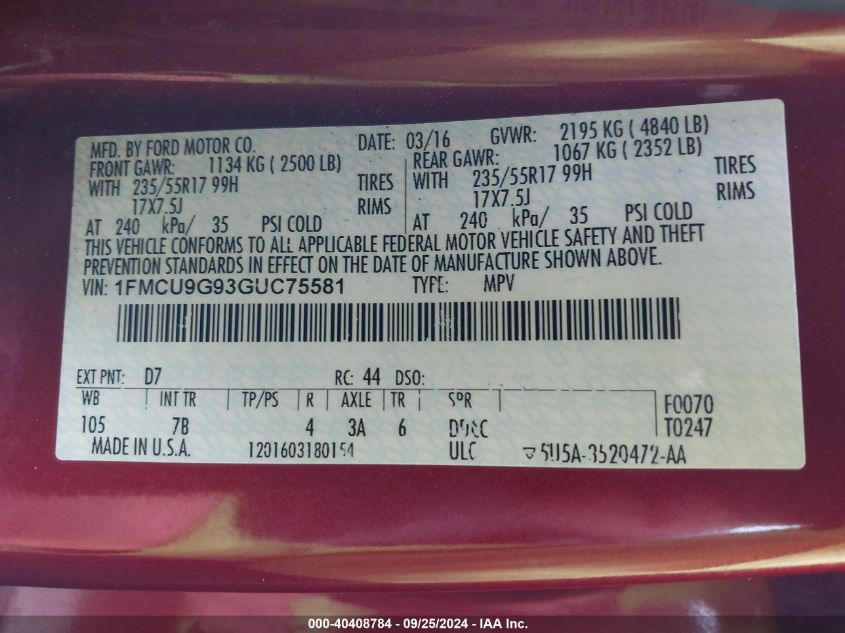 MFD. BY FORD MOTOR CO. DATE: 03/16 GVWR: 2195 KG ( 4840 LB)
FRONT GAWR: 1134 KG ( 2500 LB) REAR GAWR: 1067 KG ( 2352 LB)
WITH 235/55R17 99H TIRES WITH 235/55R17 99H TIRES
17X7.5J RIMS 17X7.5J RIMS
AT 240 kPa/ 35 PSI COLD AT 240 kPa/ 35 PSI COLD
THIS VEHICLE CONFORMS TO ALL APPLICABLE FEDERAL MOTOR VEHICLE SAFETY AND THEFT
PREVENTION STANDARDS IN EFFECT ON THE DATE OF MANUFACTURE SHOWN ABOVE.
VIN: 1FMCU9G93GUC75581 TYPE: MPV
EXT PNT: D7 RC: 44 DSO:
WB INT TR TP/PS R AXLE TR SPR F0070
105 7B 4 3A 6 T0247
MADE IN U.S.A. 1201603180154 ULC 5U5A-3520472-AA
000-40408784 - 09/25/2024 - IAA Inc.